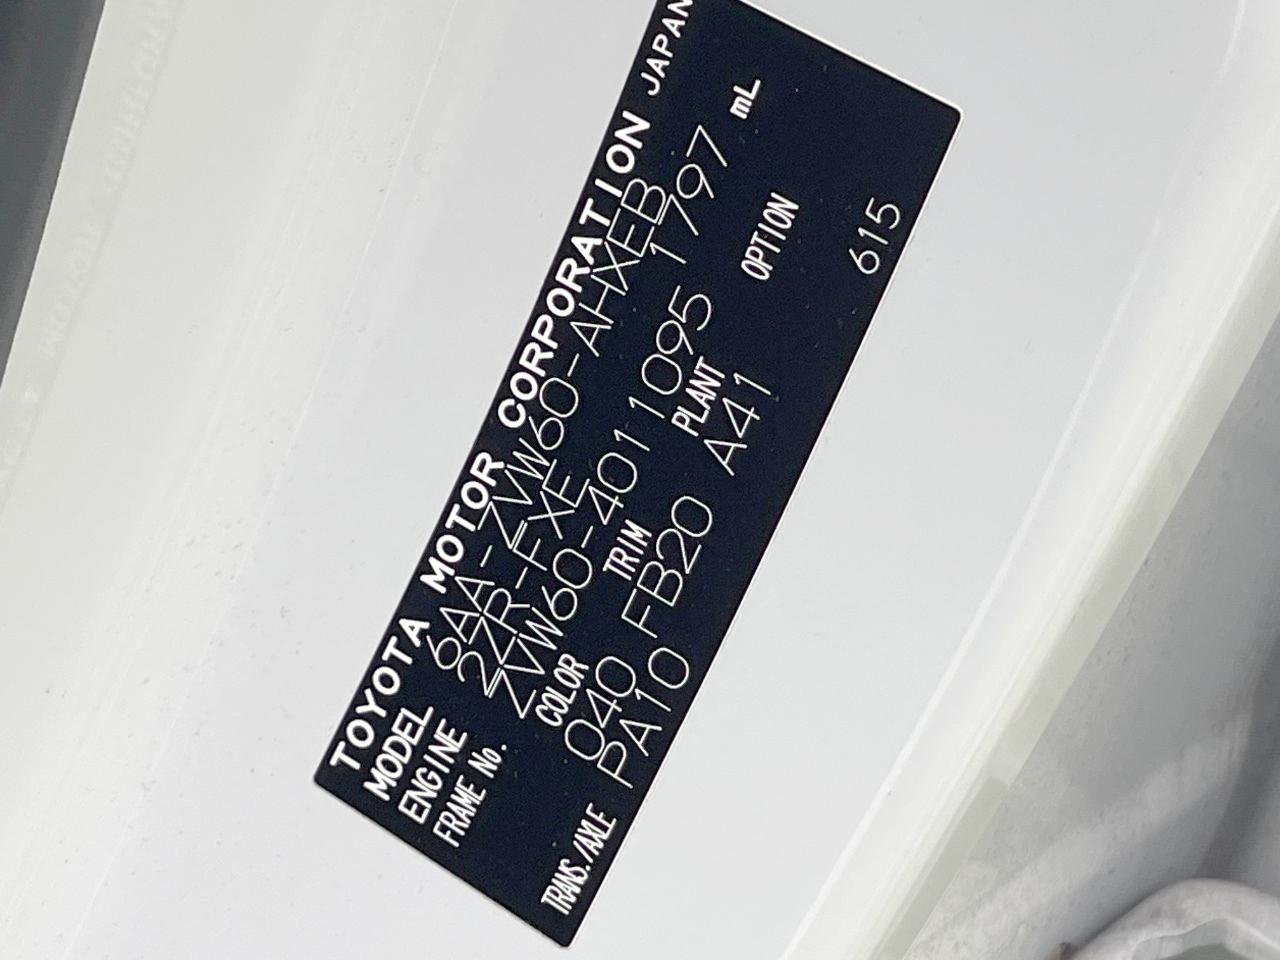 TOYOTA MOTOR CORPORATION JAPAN
MODEL 6AA-ZVW60-AHXEB
ENGINE 2ZR-FXE 1797 mL
FRAME No. ZVW60-4011095
COLOR TRIM PLANT OPTION
040 FB20 A41 615
TRANS./AXLE PA10